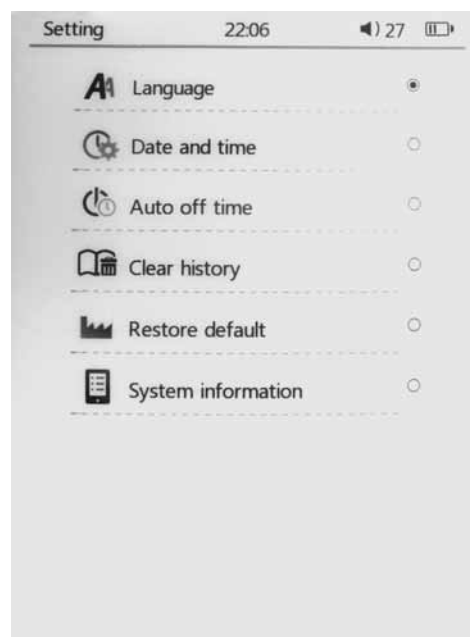 Setting 22:06 27
Language
Date and time
Auto off time
Clear history
Restore default
System information